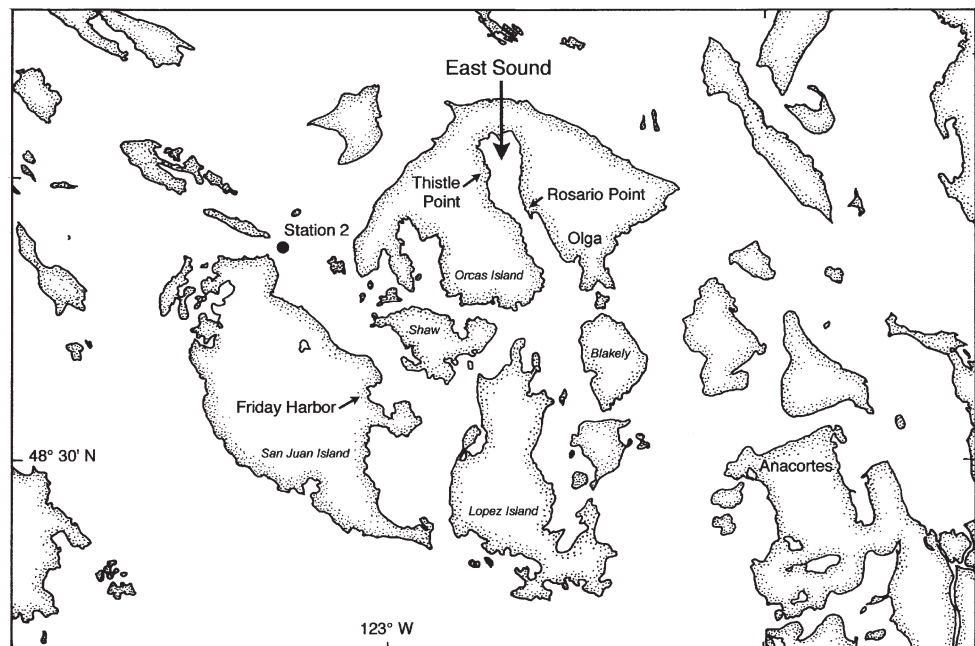 East Sound
Thistle
Point
Rosario Point
Station 2
Olga
Orcas Island
Shaw
Blakely
Friday Harbor
San Juan Island
48° 30' N
Anacortes
Lopez Island
123° W